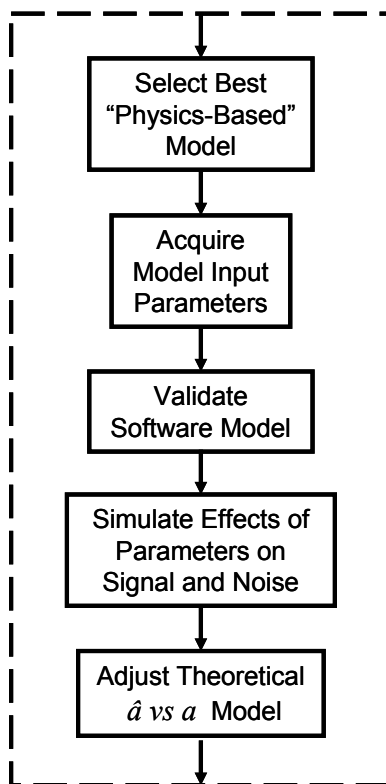 Select Best
“Physics-Based”
Model
Acquire
Model Input
Parameters
Validate
Software Model
Simulate Effects of
Parameters on
Signal and Noise
Adjust Theoretical
â vs a Model